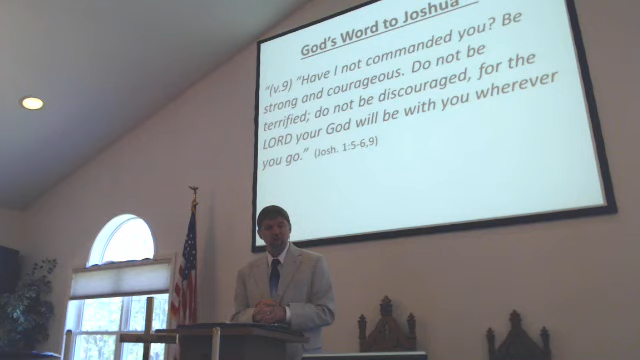 God's Word to Joshua
"(v.9) "Have I not commanded you? Be
strong and courageous. Do not be
terrified; do not be discouraged, for the
LORD your God will be with you wherever
you go." (Josh. 1:5-6,9)